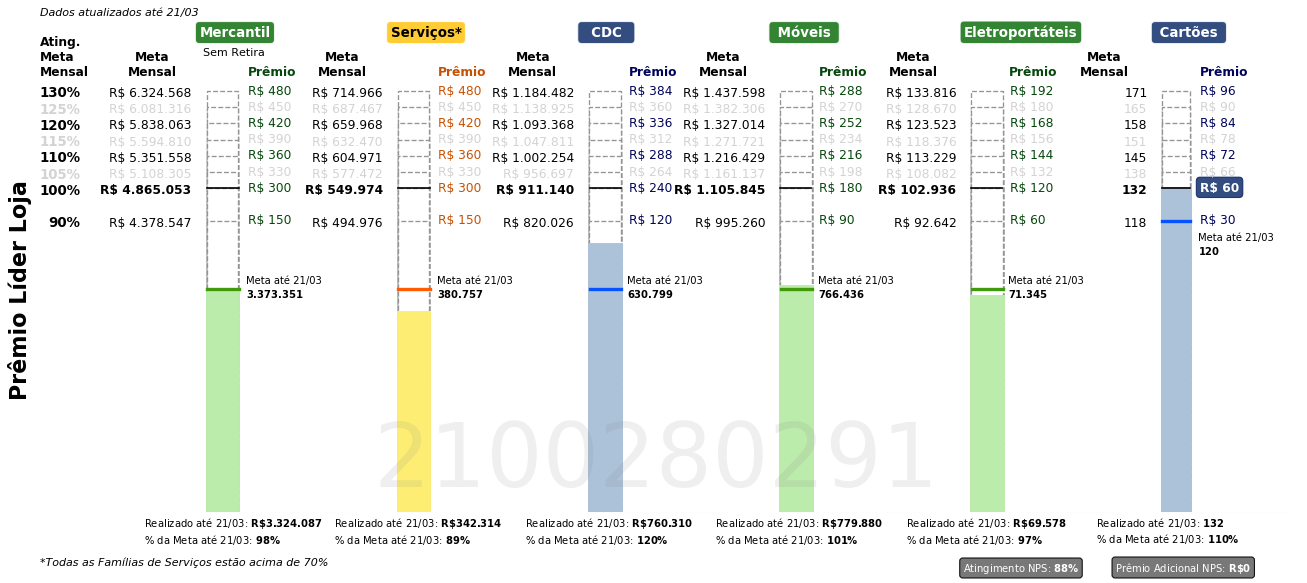 Dados atualizados até 21/03
Mercantil Serviços* CDC Móveis Eletroportáteis Cartões
Sem Retira
Ating. Meta Mensal Meta Mensal Prêmio Meta Mensal Prêmio Meta Mensal Prêmio Meta Mensal Prêmio Meta Mensal Prêmio Meta Mensal Prêmio
130% R$ 6.324.568 R$ 480 R$ 714.966 R$ 480 R$ 1.184.482 R$ 384 R$ 1.437.598 R$ 288 R$ 133.816 R$ 192 171 R$ 96
125% R$ 6.081.316 R$ 450 R$ 687.467 R$ 450 R$ 1.138.925 R$ 360 R$ 1.382.306 R$ 270 R$ 128.670 R$ 180 165 R$ 90
120% R$ 5.838.063 R$ 420 R$ 659.968 R$ 420 R$ 1.093.368 R$ 336 R$ 1.327.014 R$ 252 R$ 123.523 R$ 168 158 R$ 84
115% R$ 5.594.810 R$ 390 R$ 632.470 R$ 390 R$ 1.047.811 R$ 312 R$ 1.271.721 R$ 234 R$ 118.376 R$ 156 151 R$ 78
110% R$ 5.351.558 R$ 360 R$ 604.971 R$ 360 R$ 1.002.254 R$ 288 R$ 1.216.429 R$ 216 R$ 113.229 R$ 144 145 R$ 72
105% R$ 5.108.305 R$ 330 R$ 577.472 R$ 330 R$ 956.697 R$ 264 R$ 1.161.137 R$ 198 R$ 108.082 R$ 132 138 R$ 66
100% R$ 4.865.053 R$ 300 R$ 549.974 R$ 300 R$ 911.140 R$ 240 R$ 1.105.845 R$ 180 R$ 102.936 R$ 120 132 R$ 60
90% R$ 4.378.547 R$ 150 R$ 494.976 R$ 150 R$ 820.026 R$ 120 R$ 995.260 R$ 90 R$ 92.642 R$ 60 118 R$ 30
Prêmio Líder Loja
Meta até 21/03
120
Meta até 21/03 Meta até 21/03 Meta até 21/03 Meta até 21/03 Meta até 21/03
3.373.351 380.757 630.799 766.436 71.345
2100280291
Realizado até 21/03: R$3.324.087 Realizado até 21/03: R$342.314 Realizado até 21/03: R$760.310 Realizado até 21/03: R$779.880 Realizado até 21/03: R$69.578 Realizado até 21/03: 132
% da Meta até 21/03: 98% % da Meta até 21/03: 89% % da Meta até 21/03: 120% % da Meta até 21/03: 101% % da Meta até 21/03: 97% % da Meta até 21/03: 110%
*Todas as Famílias de Serviços estão acima de 70%
Atingimento NPS: 88% Prêmio Adicional NPS: R$0